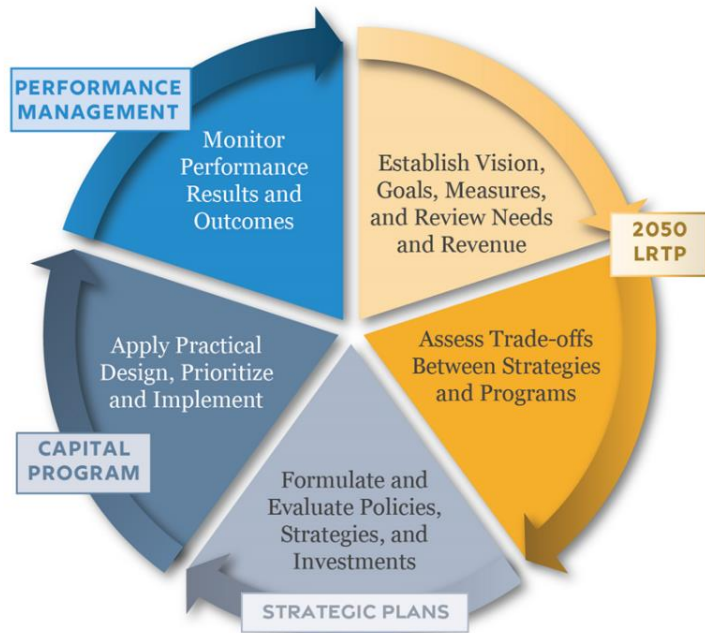 PERFORMANCE
MANAGEMENT
Monitor
Performance
Results and
Outcomes
Establish Vision,
Goals, Measures,
and Review Needs
and Revenue
2050
LRTP
Assess Trade-offs
Between Strategies
and Programs
Apply Practical
Design, Prioritize
and Implement
CAPITAL
PROGRAM
Formulate and
Evaluate Policies,
Strategies, and
Investments
STRATEGIC PLANS